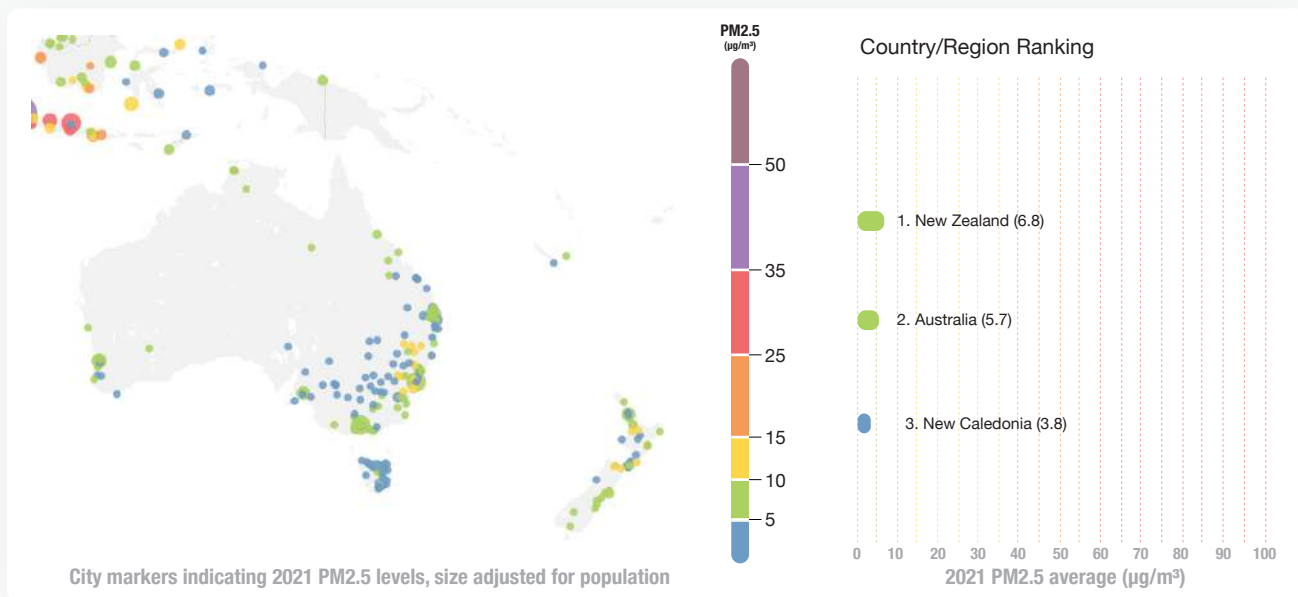 PM2.5
(µg/m³)
50
35
25
15
10
5
City markers indicating 2021 PM2.5 levels, size adjusted for population
Country/Region Ranking
1. New Zealand (6.8)
2. Australia (5.7)
3. New Caledonia (3.8)
0 10 20 30 40 50 60 70 80 90 100
2021 PM2.5 average (µg/m³)